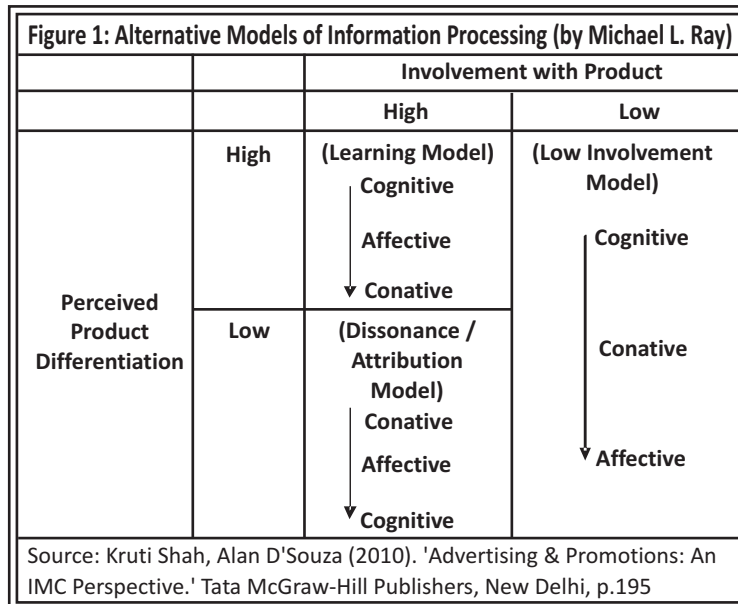 Figure 1: Alternative Models of Information Processing (by Michael L. Ray)
Involvement with Product
High
Low
Perceived
Product
Differentiation
High
(Learning Model)
Cognitive
Affective
Conative
(Low Involvement
Model)
Cognitive
Conative
Affective
Low
(Dissonance /
Attribution
Model)
Conative
Affective
Cognitive
Source: Kruti Shah, Alan D'Souza (2010). 'Advertising & Promotions: An
IMC Perspective.' Tata McGraw-Hill Publishers, New Delhi, p.195